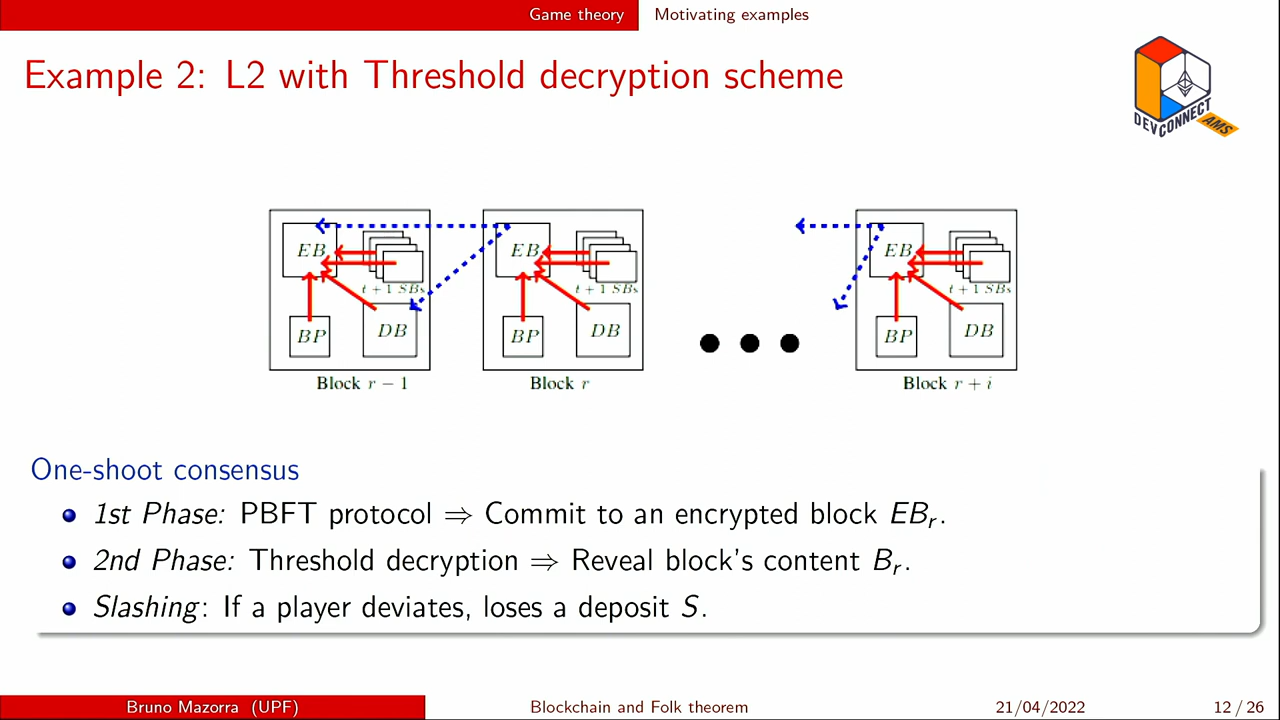 Game theory Motivating examples
Example 2: L2 with Threshold decryption scheme
DEVCONNECT
AMS
EB
t + 1 SBs
BP
DB
Block r − 1
EB
t + 1 SBs
BP
DB
Block r
EB
t + 1 SBs
BP
DB
Block r + i
One-shoot consensus
1st Phase: PBFT protocol ⇒ Commit to an encrypted block EBr.
2nd Phase: Threshold decryption ⇒ Reveal block's content Br.
Slashing: If a player deviates, loses a deposit S.
Bruno Mazorra (UPF) Blockchain and Folk theorem 21/04/2022 12 / 26